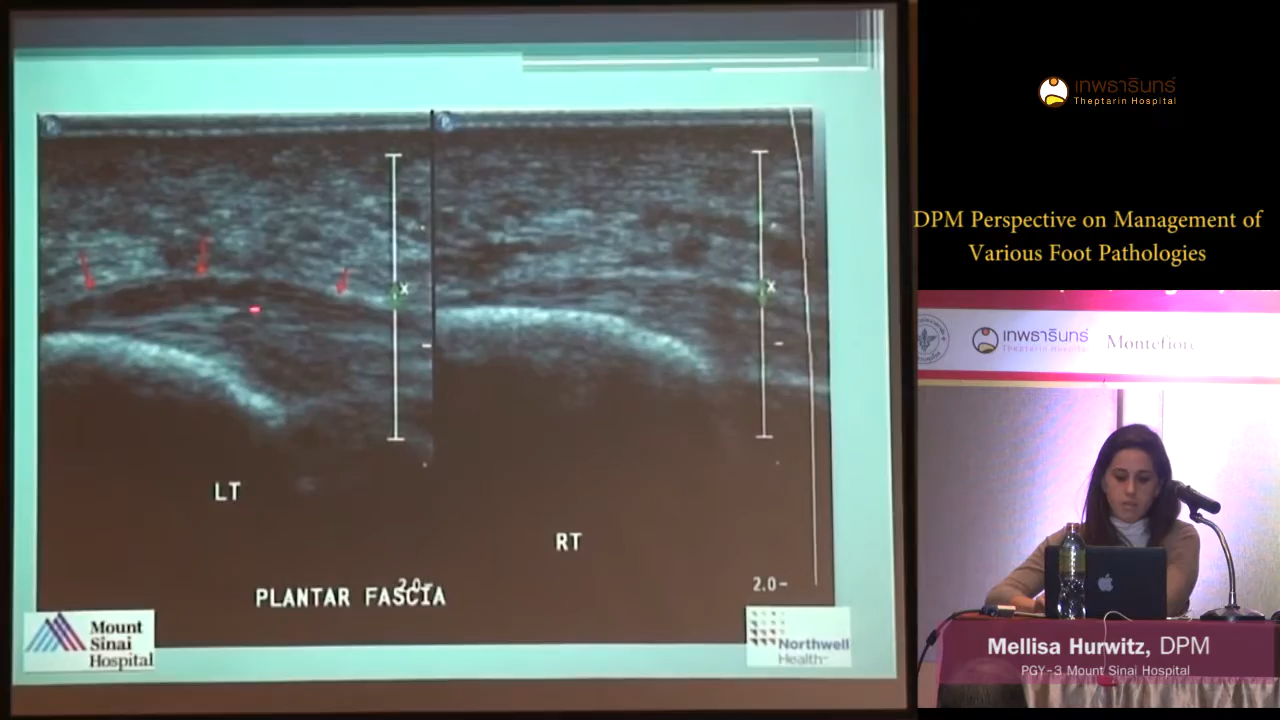 X
X
LT
RT
PLANTAR FASCIA
2.0-
2.0-
Mount
Sinai
Hospital
Northwell
Health
เทพธารินทร์
Theptarin Hospital
DPM Perspective on Management of
Various Foot Pathologies
เทพธารินทร์
Theptarin Hospital
Montefiore
Mellisa Hurwitz, DPM
PGY-3 Mount Sinai Hospital